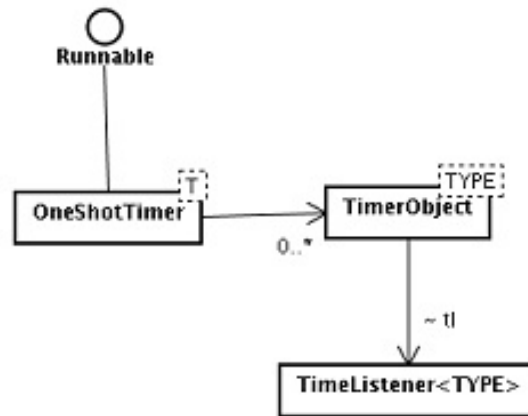 Runnable
T
OneShotTimer
TYPE
TimerObject
0..*
~ tl
TimeListener<TYPE>